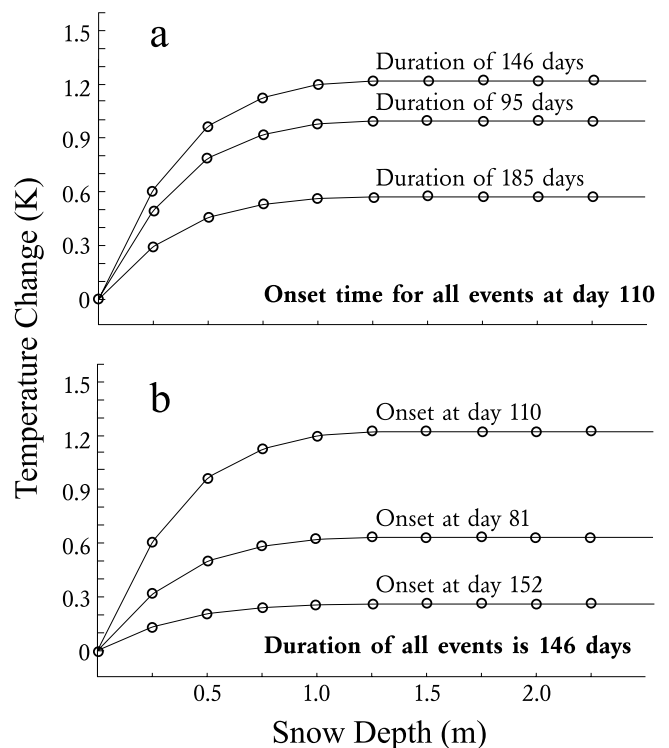 a
1.5
1.2
0.9
0.6
0.3
0
Duration of 146 days
Duration of 95 days
Duration of 185 days
Onset time for all events at day 110
Temperature Change (K)
b
1.5
1.2
0.9
0.6
0.3
0
Onset at day 110
Onset at day 81
Onset at day 152
Duration of all events is 146 days
0.5 1.0 1.5 2.0
Snow Depth (m)